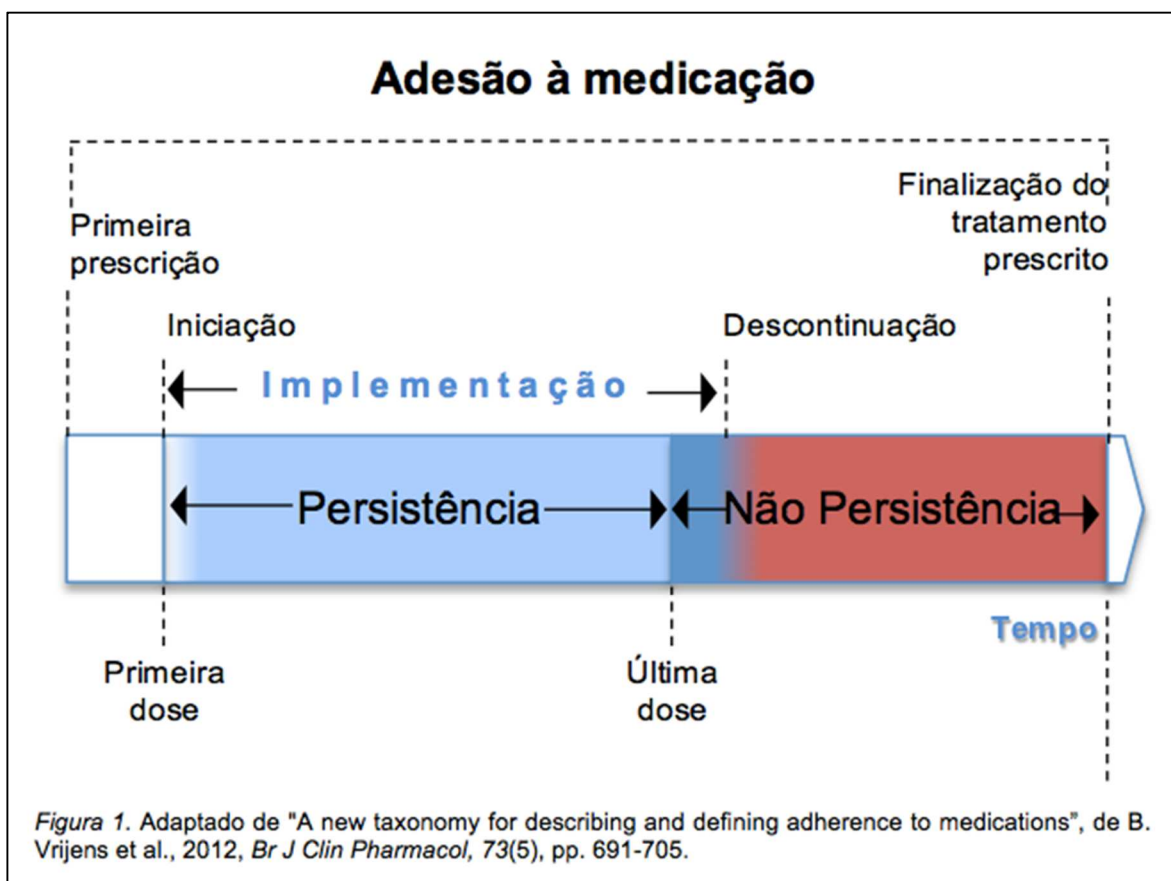 Adesão à medicação
Primeira
prescrição
Finalização do
tratamento
prescrito
Iniciação
Descontinuação
Implementação
Persistência
Não Persistência
Tempo
Primeira
dose
Última
dose
Figura 1. Adaptado de "A new taxonomy for describing and defining adherence to medications”, de B.
Vrijens et al., 2012, Br J Clin Pharmacol, 73(5), pp. 691-705.